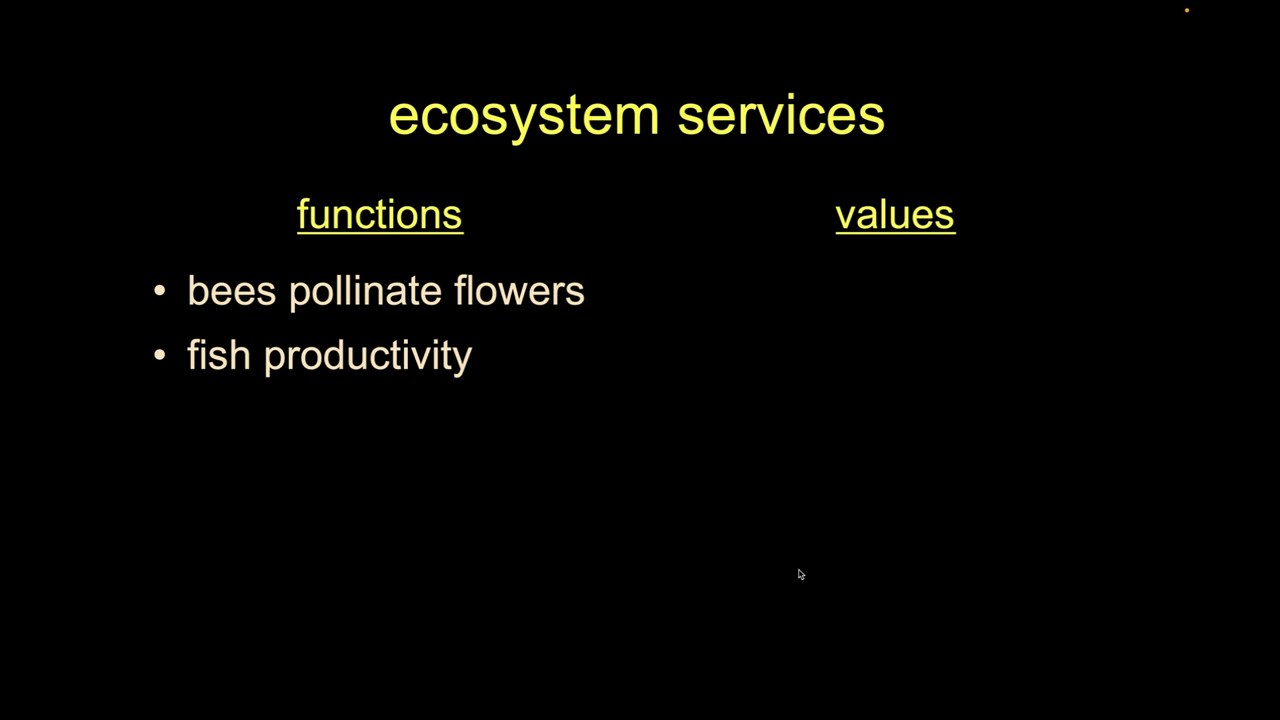 ecosystem services
functions
values
• bees pollinate flowers
• fish productivity